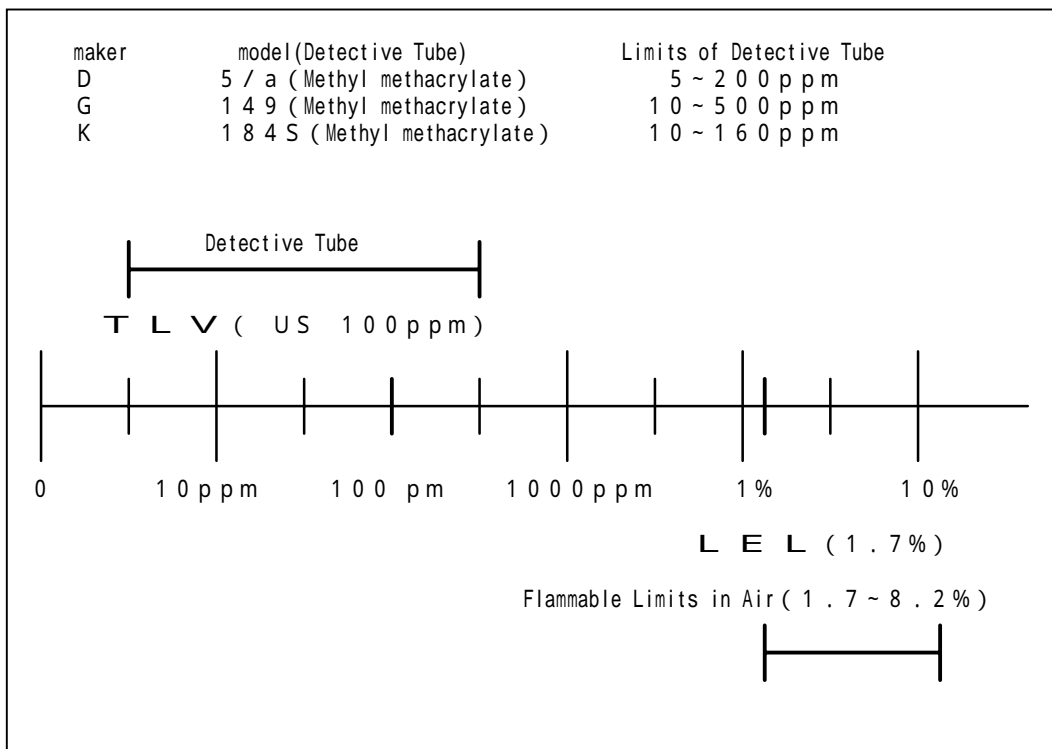 maker model(Detective Tube) Limits of Detective Tube
D 5/a(Methyl methacrylate) 5~200ppm
G 149(Methyl methacrylate) 10~500ppm
K 184S(Methyl methacrylate) 10~160ppm
Detective Tube
TLV( US 100ppm)
0 10ppm 100 pm 1000ppm 1% 10%
LEL(1.7%)
Flammable Limits in Air(1.7~8.2%)